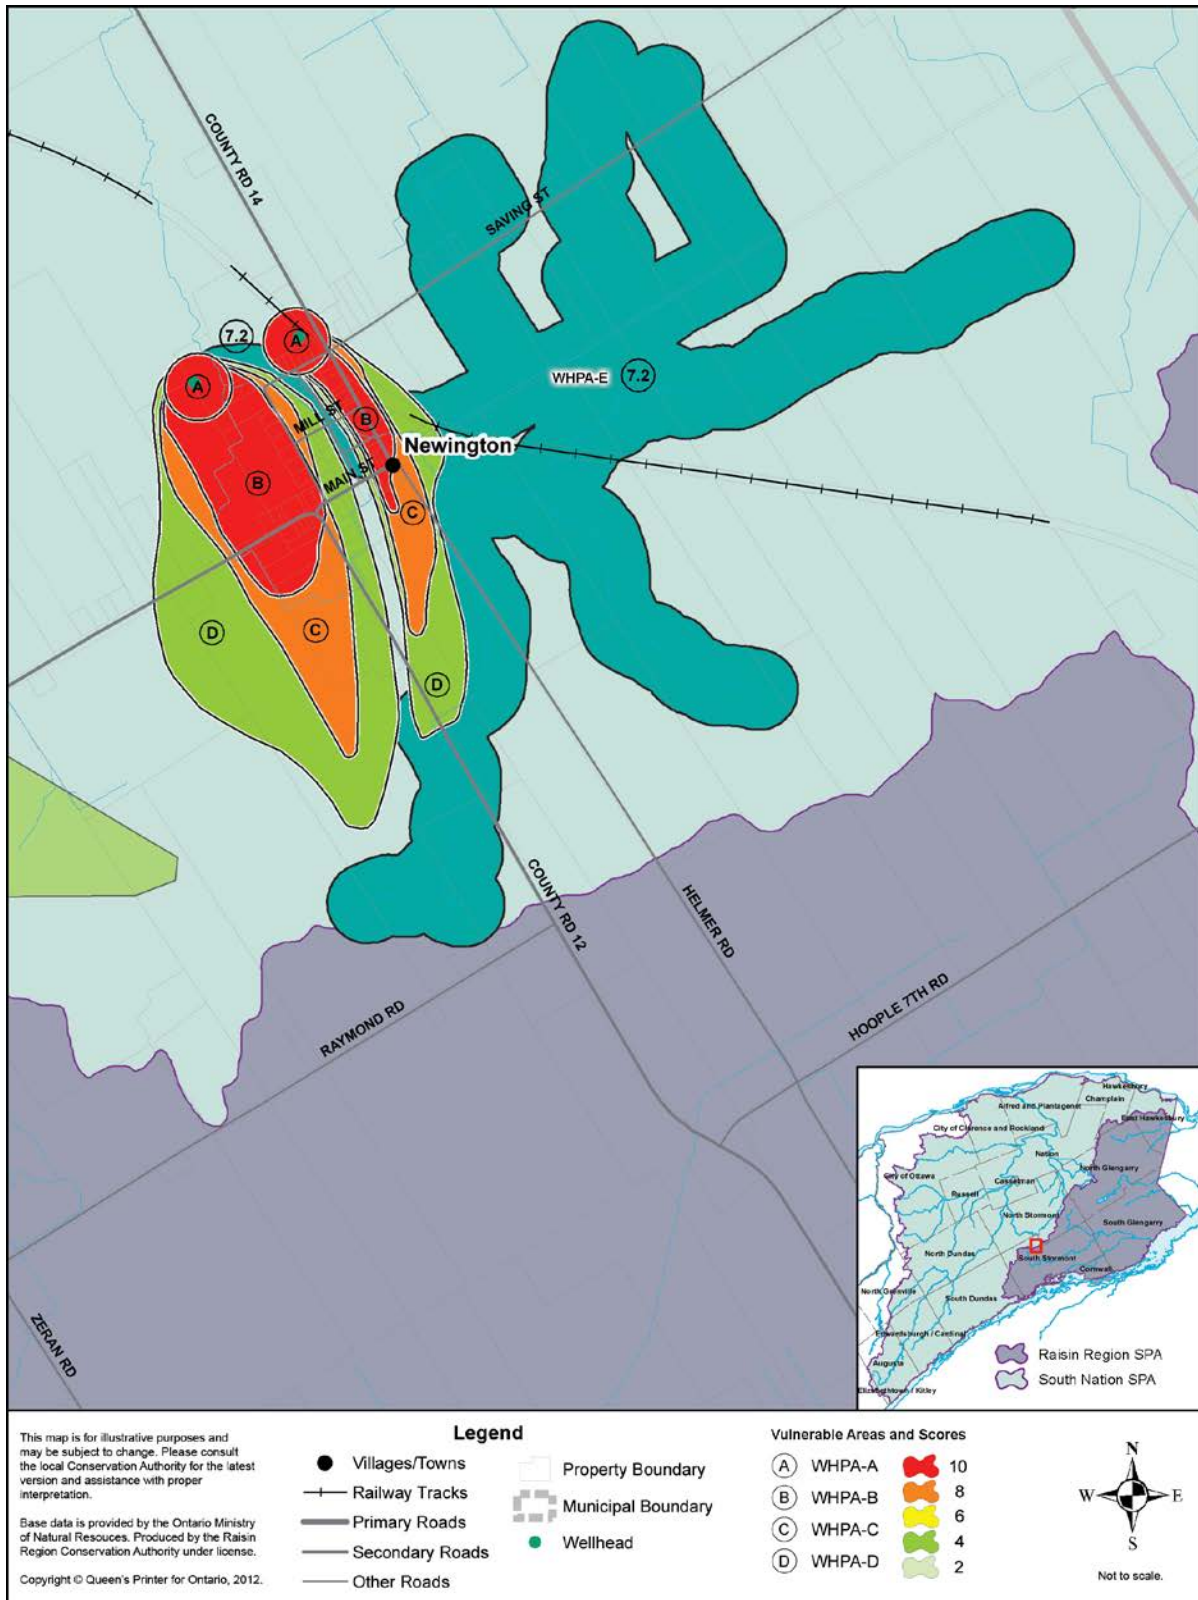 COUNTY RD 14
SAVING ST
7.2
A
A
WHPA-E
7.2
B
MILL ST
Newington
MAIN ST
B
C
C
D
D
COUNTY RD 12
HELMER RD
RAYMOND RD
HOOPLE 7TH RD
ZERAN RD
Hawkesbury
Champlain
Alfred and Plantagenet
East Hawkesbury
City of Clarence and Rockland
Nation
North Glengarry
City of Ottawa
Casselman
Russell
North Stormont
South Glengarry
North Dundas
South Stormont
Cornwall
North Grenville
South Dundas
Edwardsburgh / Cardinal
Augusta
Elizabethtown / Kitley
Raisin Region SPA
South Nation SPA
This map is for illustrative purposes and
may be subject to change. Please consult
the local Conservation Authority for the latest
version and assistance with proper
interpretation.
Base data is provided by the Ontario Ministry
of Natural Resouces. Produced by the Raisin
Region Conservation Authority under license.
Copyright © Queen's Printer for Ontario, 2012.
Legend
Villages/Towns
Railway Tracks
Primary Roads
Secondary Roads
Other Roads
Property Boundary
Municipal Boundary
Wellhead
Vulnerable Areas and Scores
A WHPA-A 10
B WHPA-B 8
6
C WHPA-C 4
D WHPA-D 2
N
W E
S
Not to scale.